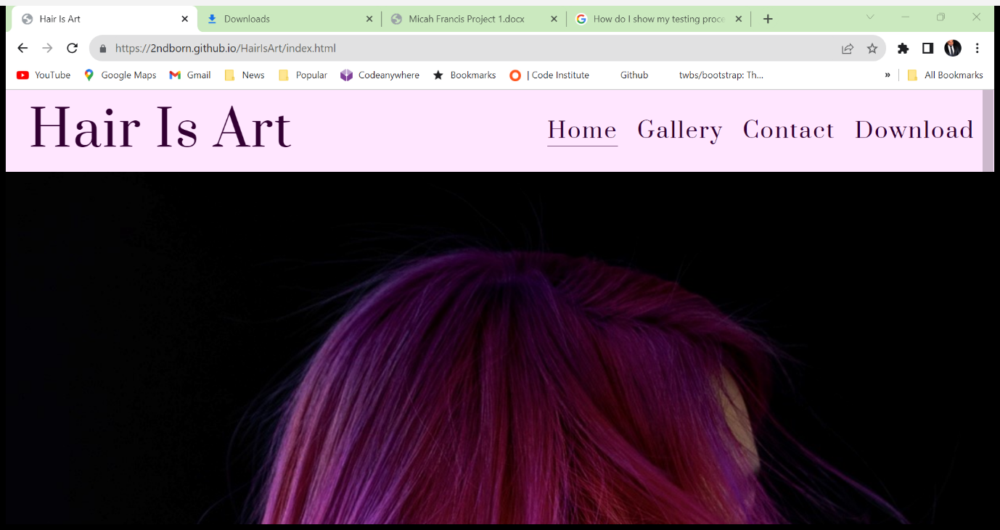 Hair Is Art Downloads Micah Francis Project 1.docx How do I show my testing proce
https://2ndborn.github.io/HairIsArt/index.html
YouTube Google Maps Gmail News Popular Codeanywhere Bookmarks | Code Institute Github twbs/bootstrap: Th... » All Bookmarks
Hair Is Art Home Gallery Contact Download